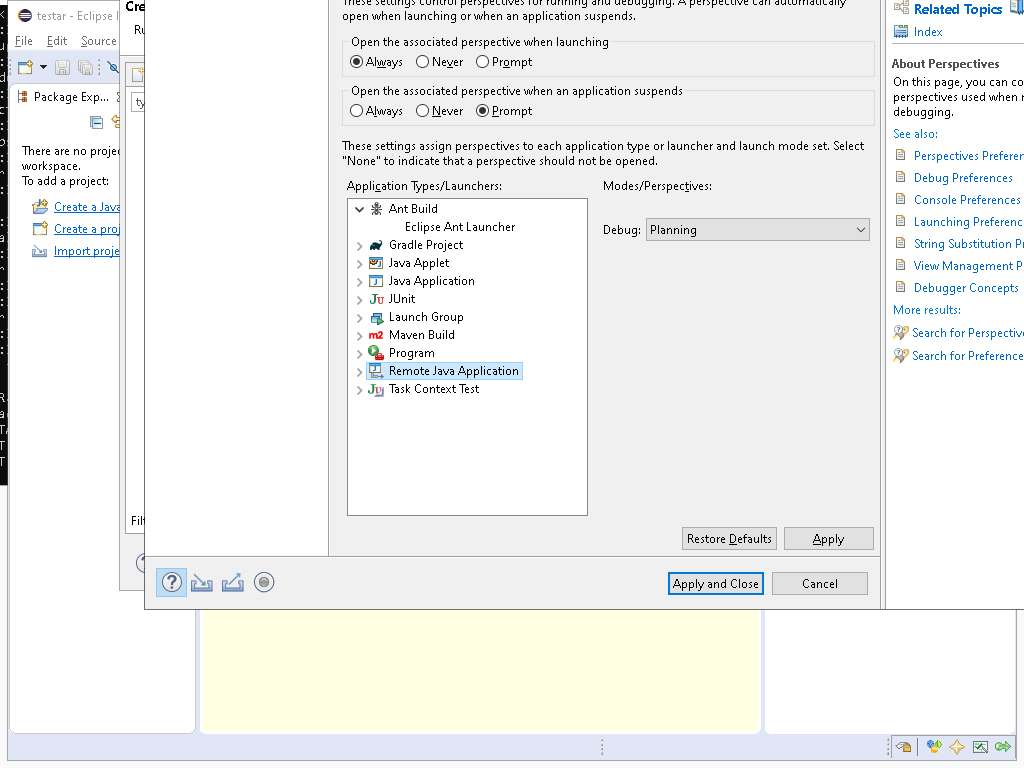 testar - Eclipse I
File Edit Source
Package Exp...
There are no proje
workspace.
To add a project:
Create a Java
Create a proj
Import proje
Cre
Ru
ty
Filt
These settings control perspectives for running and debugging. A perspective can automatically
open when launching or when an application suspends.
Open the associated perspective when launching
Always Never Prompt
Open the associated perspective when an application suspends
Always Never Prompt
These settings assign perspectives to each application type or launcher and launch mode set. Select
"None" to indicate that a perspective should not be opened.
Application Types/Launchers:
Modes/Perspectives:
Ant Build
Eclipse Ant Launcher
Gradle Project
Java Applet
Java Application
JUnit
Launch Group
Maven Build
Program
Remote Java Application
Task Context Test
Debug: Planning
Restore Defaults Apply
Apply and Close Cancel
Related Topics
Index
About Perspectives
On this page, you can co
perspectives used when r
debugging.
See also:
Perspectives Preferen
Debug Preferences
Console Preferences
Launching Preferenc
String Substitution Pr
View Management P
Debugger Concepts
More results:
Search for Perspective
Search for Preference